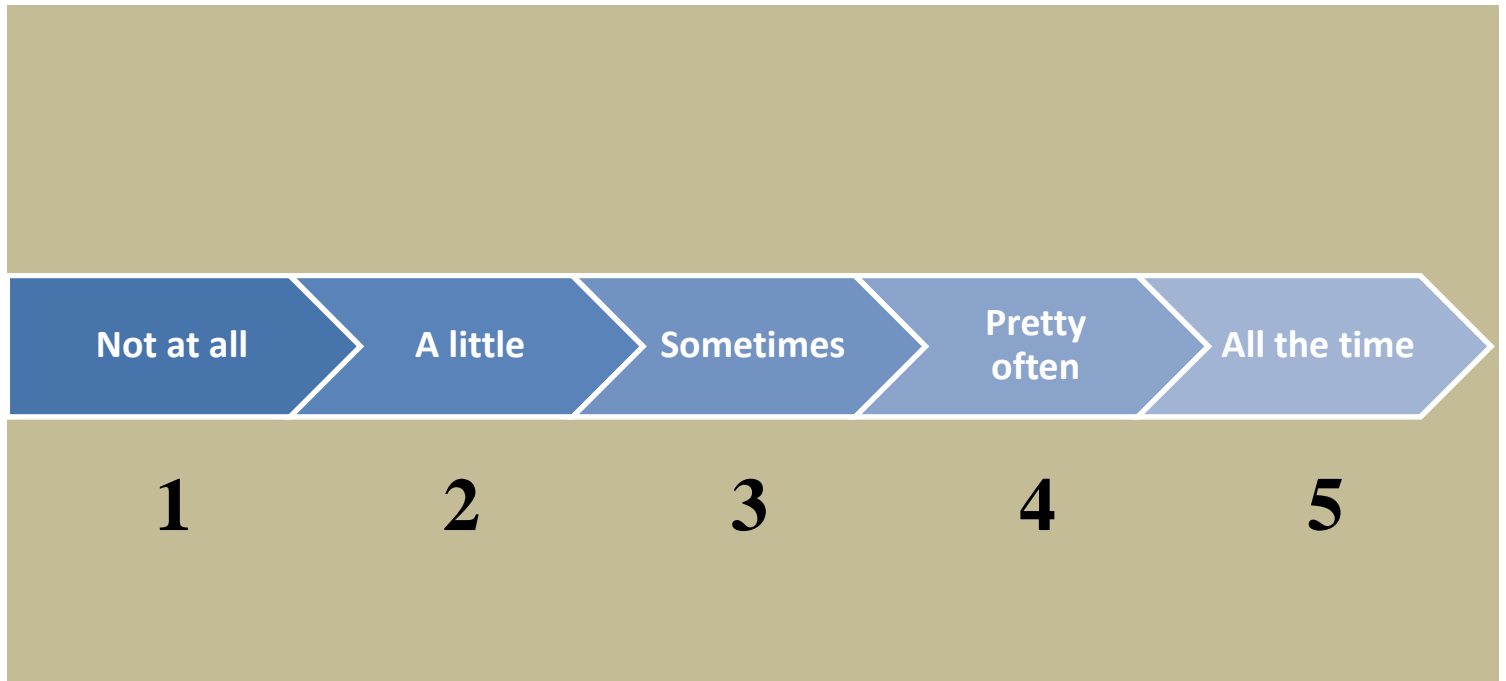 Not at all
A little
Sometimes
Pretty
often
All the time
1 2 3 4 5